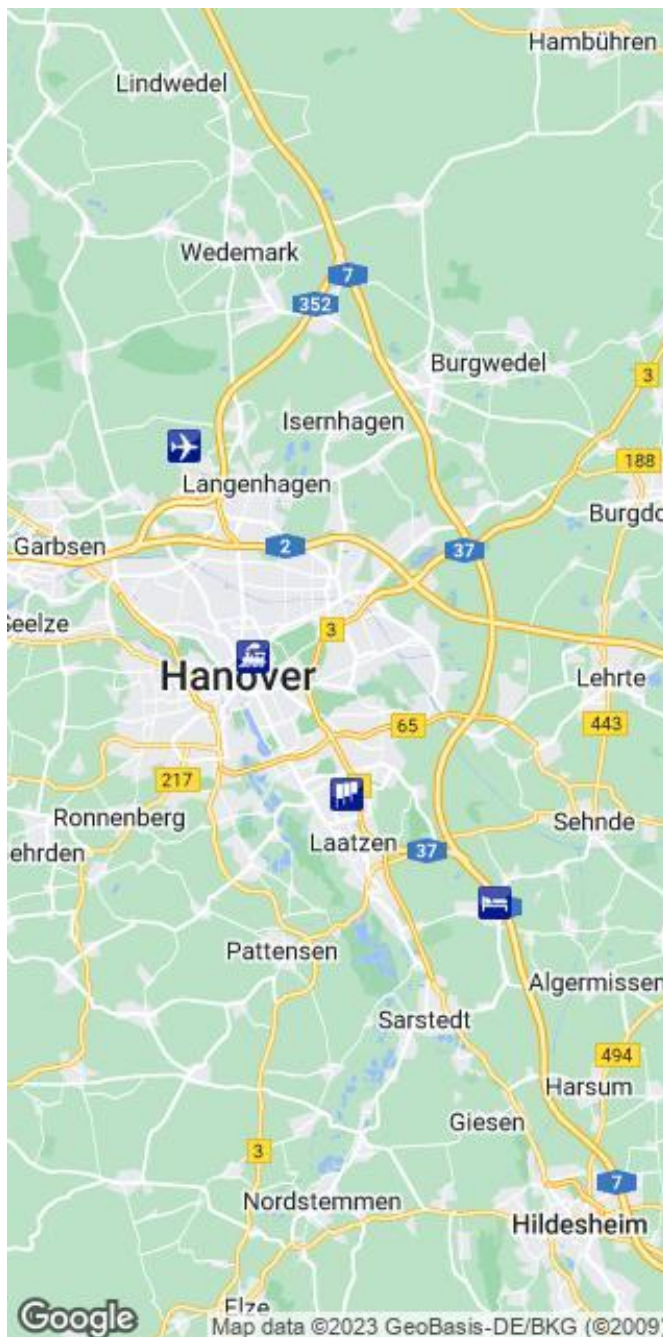 Hambühren
Lindwedel
Wedemark
7
352
Burgwedel
3
Isernhagen
188
Langenhagen
Burgdo
Garbsen
2
37
Seelze
3
Hanover
Lehrte
65
443
217
Ronnenberg
Sehnde
Laatzen
37
ehrden
Pattensen
Algermissen
Sarstedt
494
Harsum
Giesen
3
7
Nordstemmen
Hildesheim
Elze
Google
Map data ©2023 GeoBasis-DE/BKG (©2009